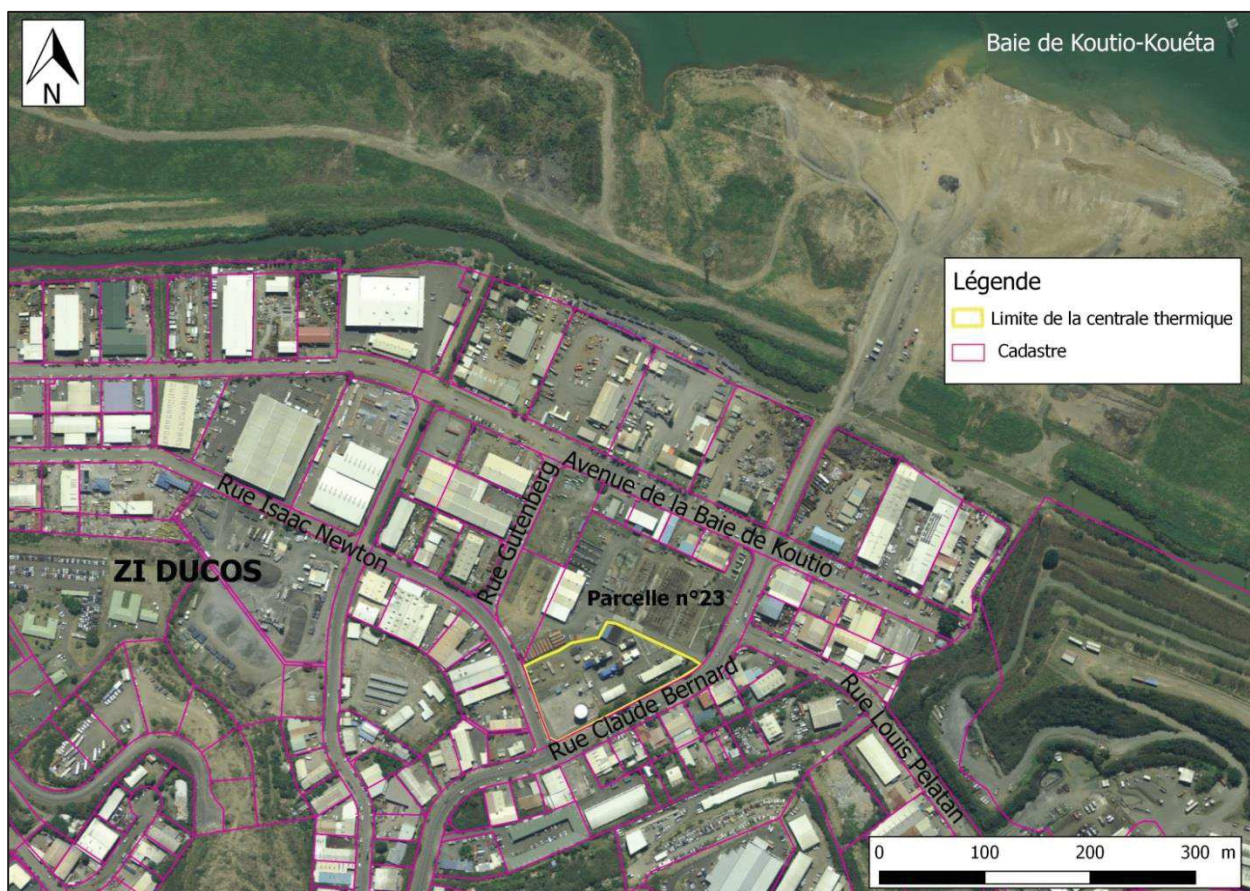 Baie de Koutio-Kouéta
N
Légende
Limite de la centrale thermique
Cadastre
Avenue de la Baie de Koutio
Rue Isaac Newton
Rue Gutenberg
ZI DUCOS
Parcelle n°23
Rue Claude Bernard
Rue Louis Pelatan
0 100 200 300 m